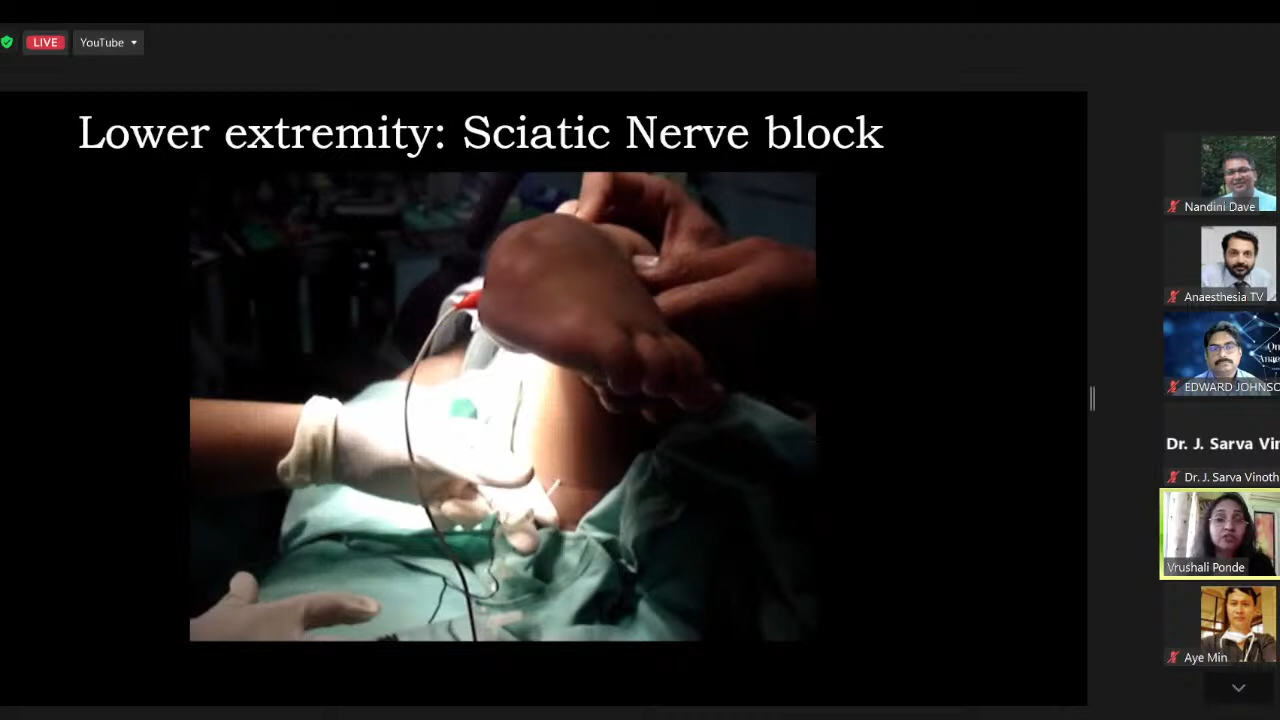 LIVE
YouTube
Lower extremity: Sciatic Nerve block
Nandini Dave
Anaesthesia TV
EDWARD JOHNSO
Dr. J. Sarva Vin
Dr. J. Sarva Vinoth
Vrushali Ponde
Aye Min